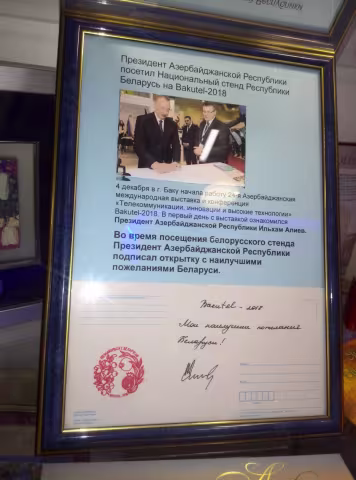 Президент Азербайджанской Республики
посетил Национальный стенд Республики
Беларусь на Bakutel-2018
4 декабря в г. Баку начала работу 24-я Азербайджанская
международная выставка и конференция
«Телекоммуникации, инновации и высокие технологии»
Bakutel-2018. В первый день с выставкой ознакомился
Президент Азербайджанской Республики Ильхам Алиев.
Во время посещения белорусского стенда
Президент Азербайджанской Республики
подписал открытку с наилучшими
пожеланиями Беларуси.
Bakutel - 2018
Мои наилучшие пожелания
Беларуси!